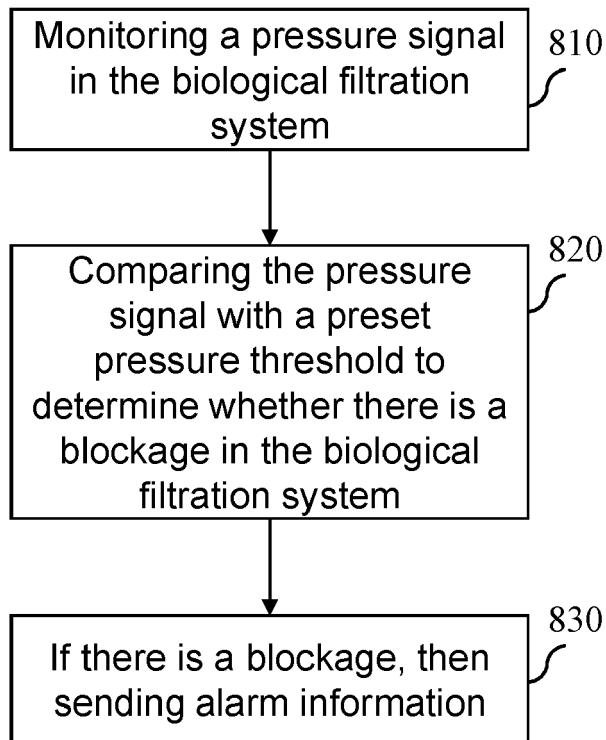 Monitoring a pressure signal
in the biological filtration
system
810
Comparing the pressure
signal with a preset
pressure threshold to
determine whether there is a
blockage in the biological
filtration system
820
If there is a blockage, then
sending alarm information
830